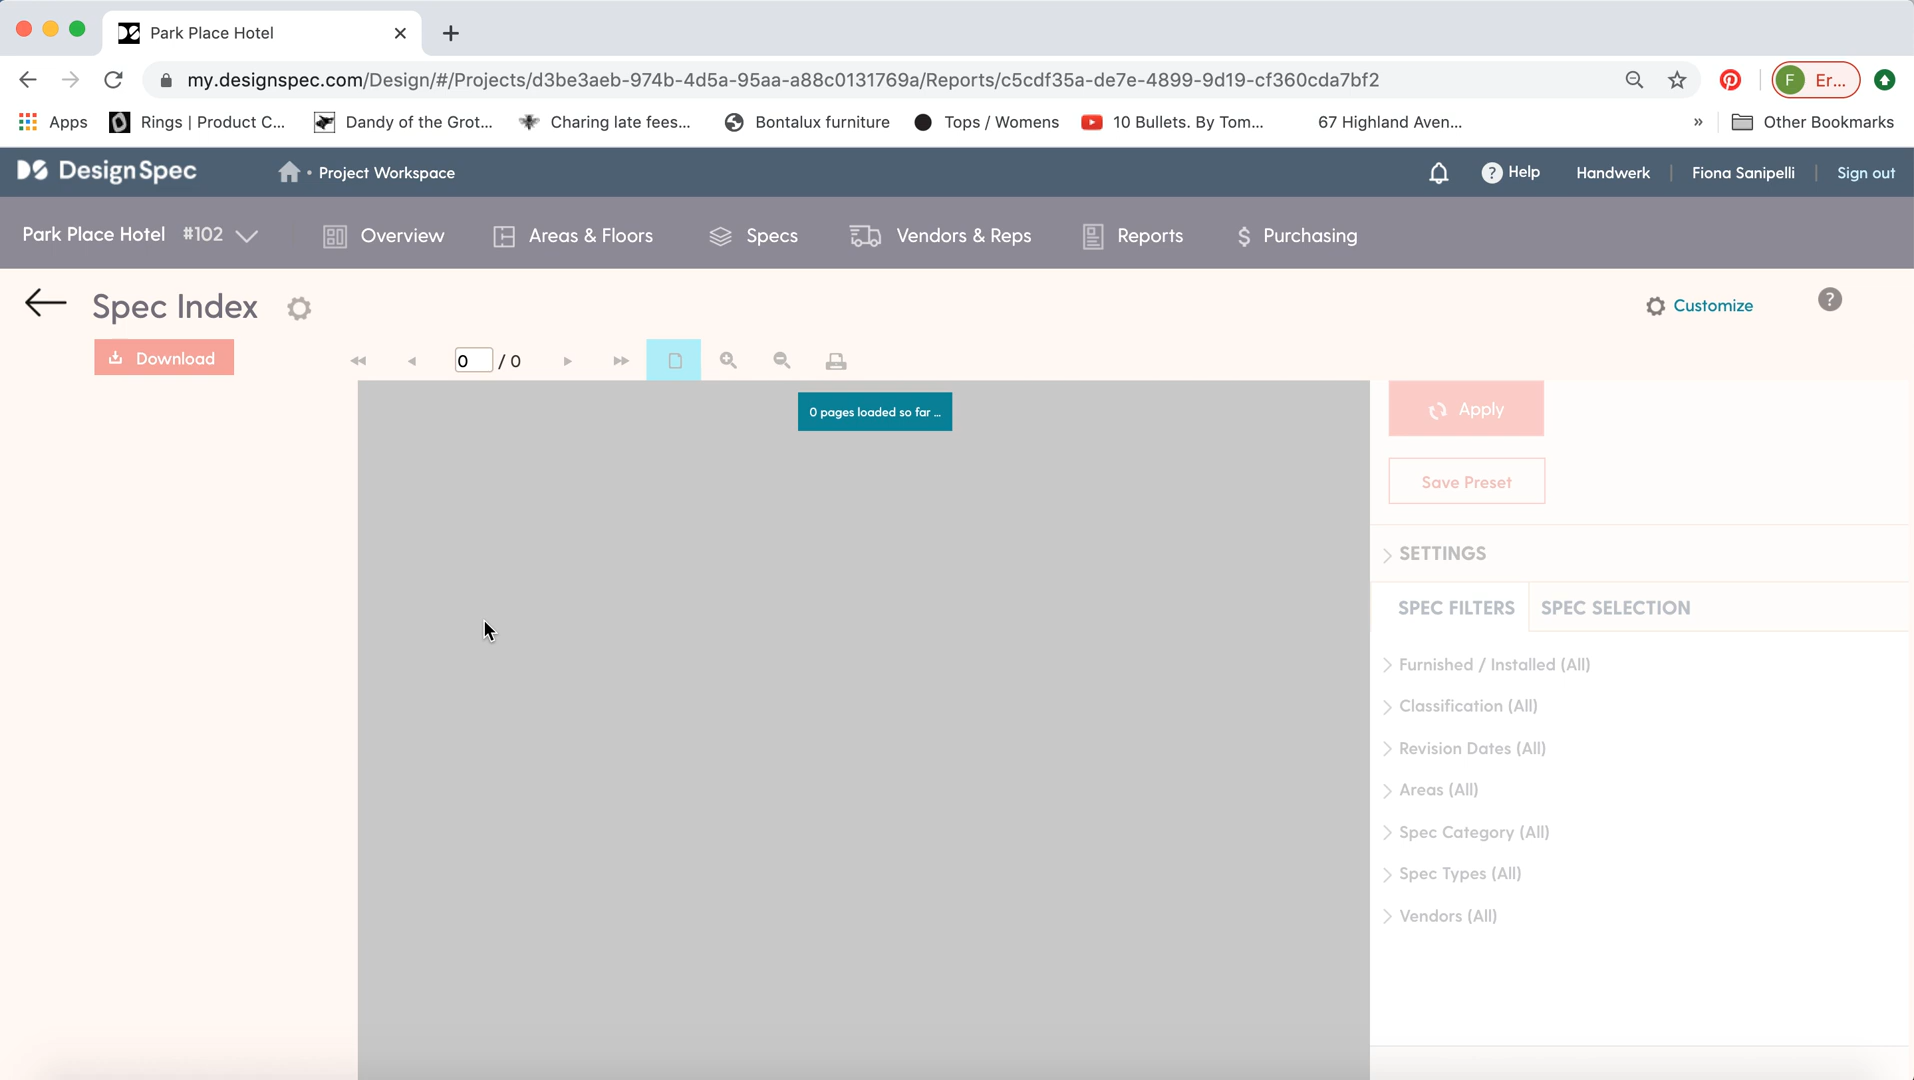 Park Place Hotel
my.designspec.com/Design/#/Projects/d3be3aeb-974b-4d5a-95aa-a88c0131769a/Reports/c5cdf35a-de7e-4899-9d19-cf360cda7bf2
F Er...
Apps Rings | Product C... Dandy of the Grot... Charing late fees... Bontalux furniture Tops / Womens 10 Bullets. By Tom... 67 Highland Aven... » Other Bookmarks
DS DesignSpec • Project Workspace ? Help Handwerk | Fiona Sanipelli | Sign out
Park Place Hotel #102 Overview Areas & Floors Specs Vendors & Reps Reports $ Purchasing
Spec Index Customize ?
Download 0 / 0
0 pages loaded so far ...
Apply
Save Preset
SETTINGS
SPEC FILTERS SPEC SELECTION
Furnished / Installed (All)
Classification (All)
Revision Dates (All)
Areas (All)
Spec Category (All)
Spec Types (All)
Vendors (All)